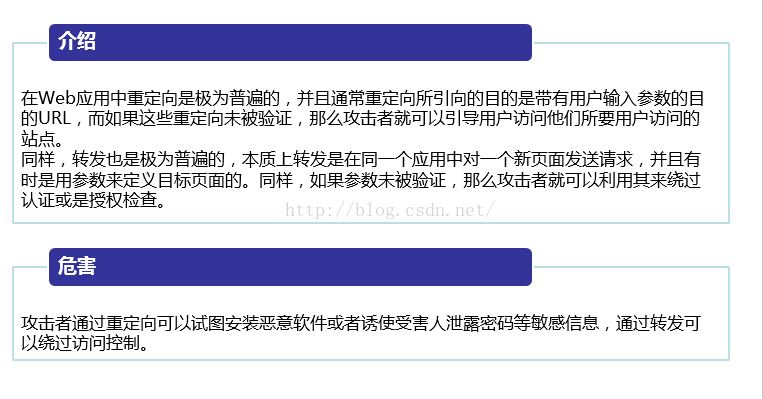 介绍
在Web应用中重定向是极为普遍的，并且通常重定向所引向的目的是带有用户输入参数的目
的URL，而如果这些重定向未被验证，那么攻击者就可以引导用户访问他们所要用户访问的
站点。
同样，转发也是极为普遍的，本质上转发是在同一个应用中对一个新页面发送请求，并且有
时是用参数来定义目标页面的。同样，如果参数未被验证，那么攻击者就可以利用其来绕过
认证或是授权检查。
http://blog.csdn.net/
危害
攻击者通过重定向可以试图安装恶意软件或者诱使受害人泄露密码等敏感信息，通过转发可
以绕过访问控制。